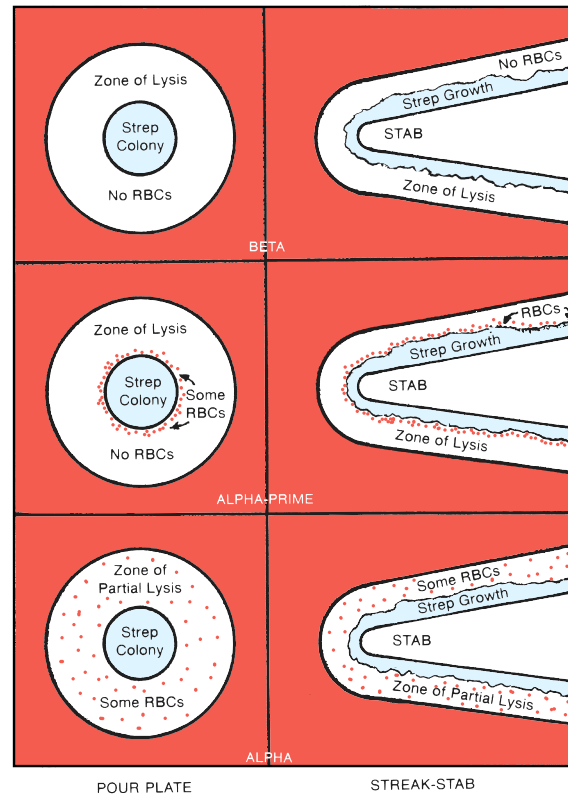 Zone of Lysis
Strep
Colony
No RBCs
No RBCs
Strep Growth
STAB
Zone of Lysis
BETA
Zone of Lysis
Strep
Colony
Some
RBCs
No RBCs
RBCs
Strep Growth
STAB
Zone of Lysis
ALPHA-PRIME
Zone of
Partial Lysis
Strep
Colony
Some RBCs
Some RBCs
Strep Growth
STAB
Zone of Partial Lysis
ALPHA
POUR PLATE
STREAK-STAB